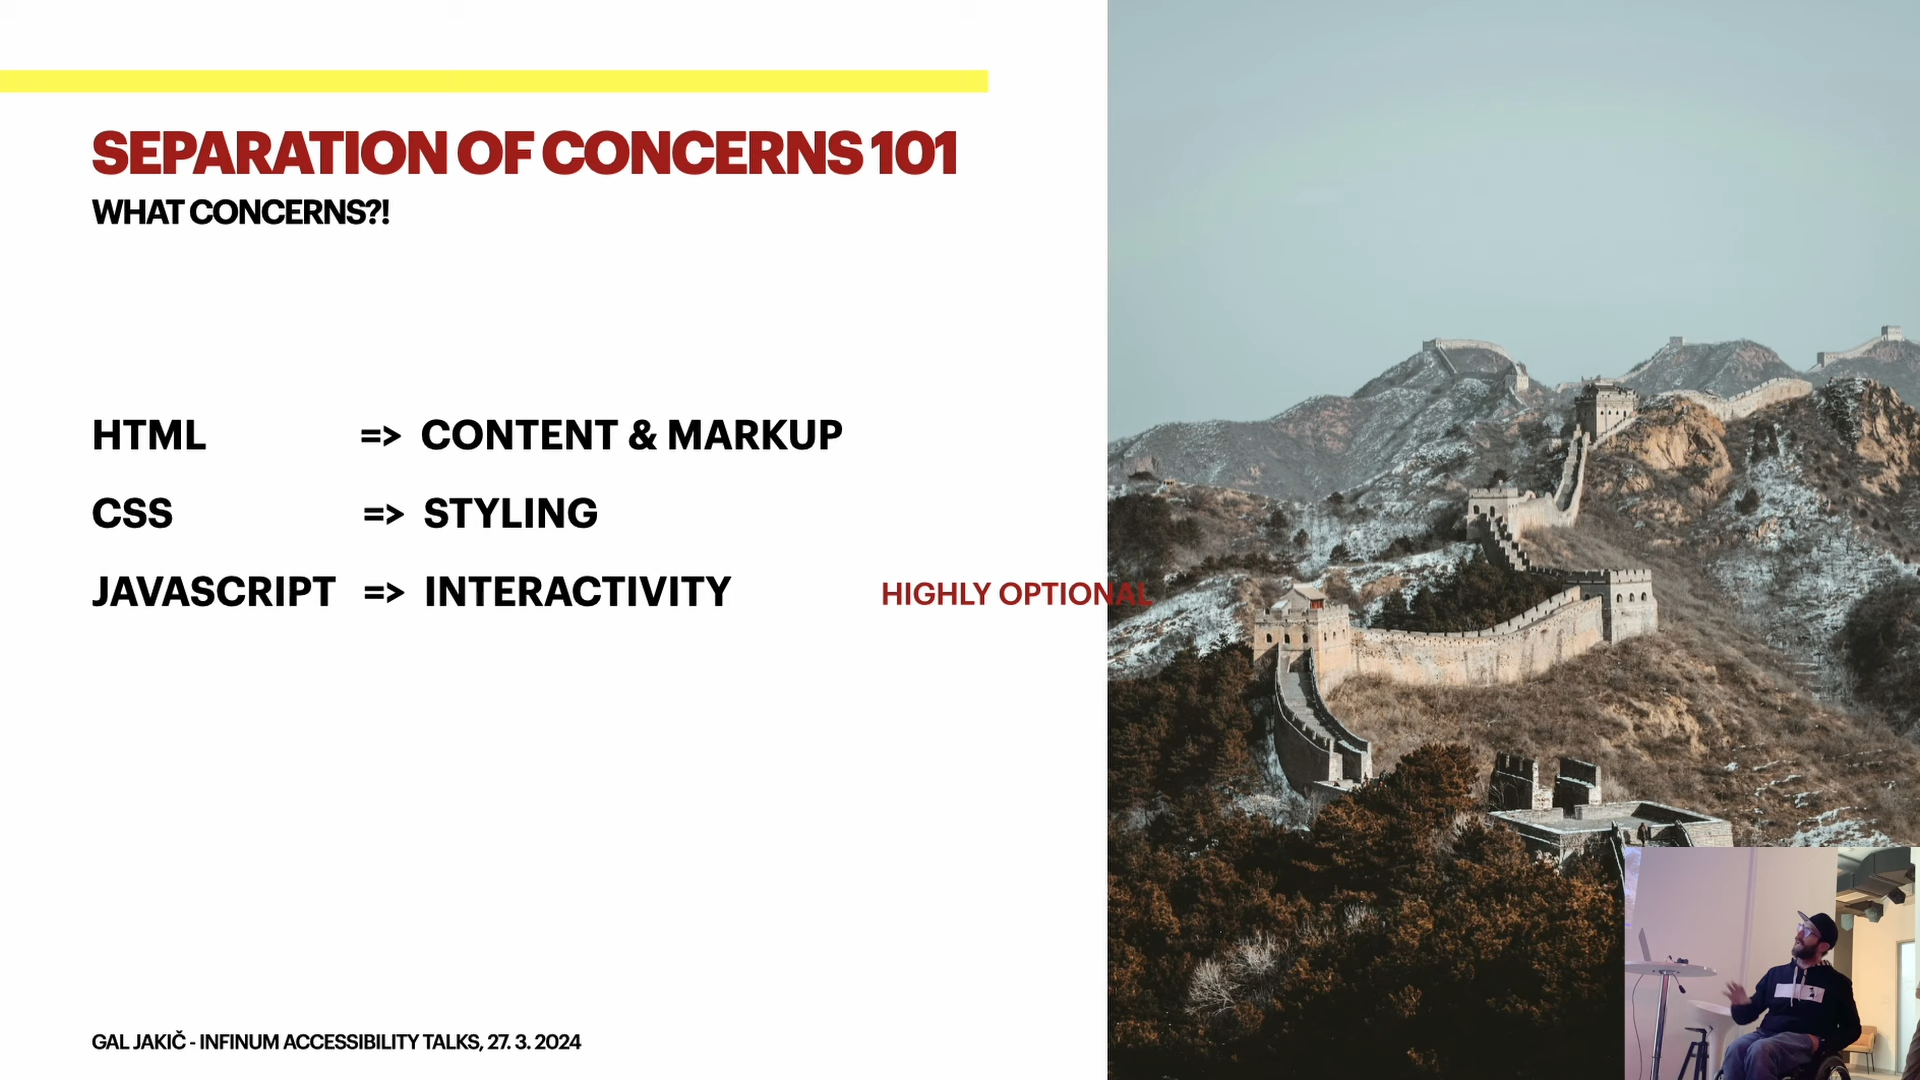 SEPARATION OF CONCERNS 101
WHAT CONCERNS?!
HTML => CONTENT & MARKUP
CSS => STYLING
JAVASCRIPT => INTERACTIVITY HIGHLY OPTIONAL
GAL JAKIČ - INFINUM ACCESSIBILITY TALKS, 27. 3. 2024